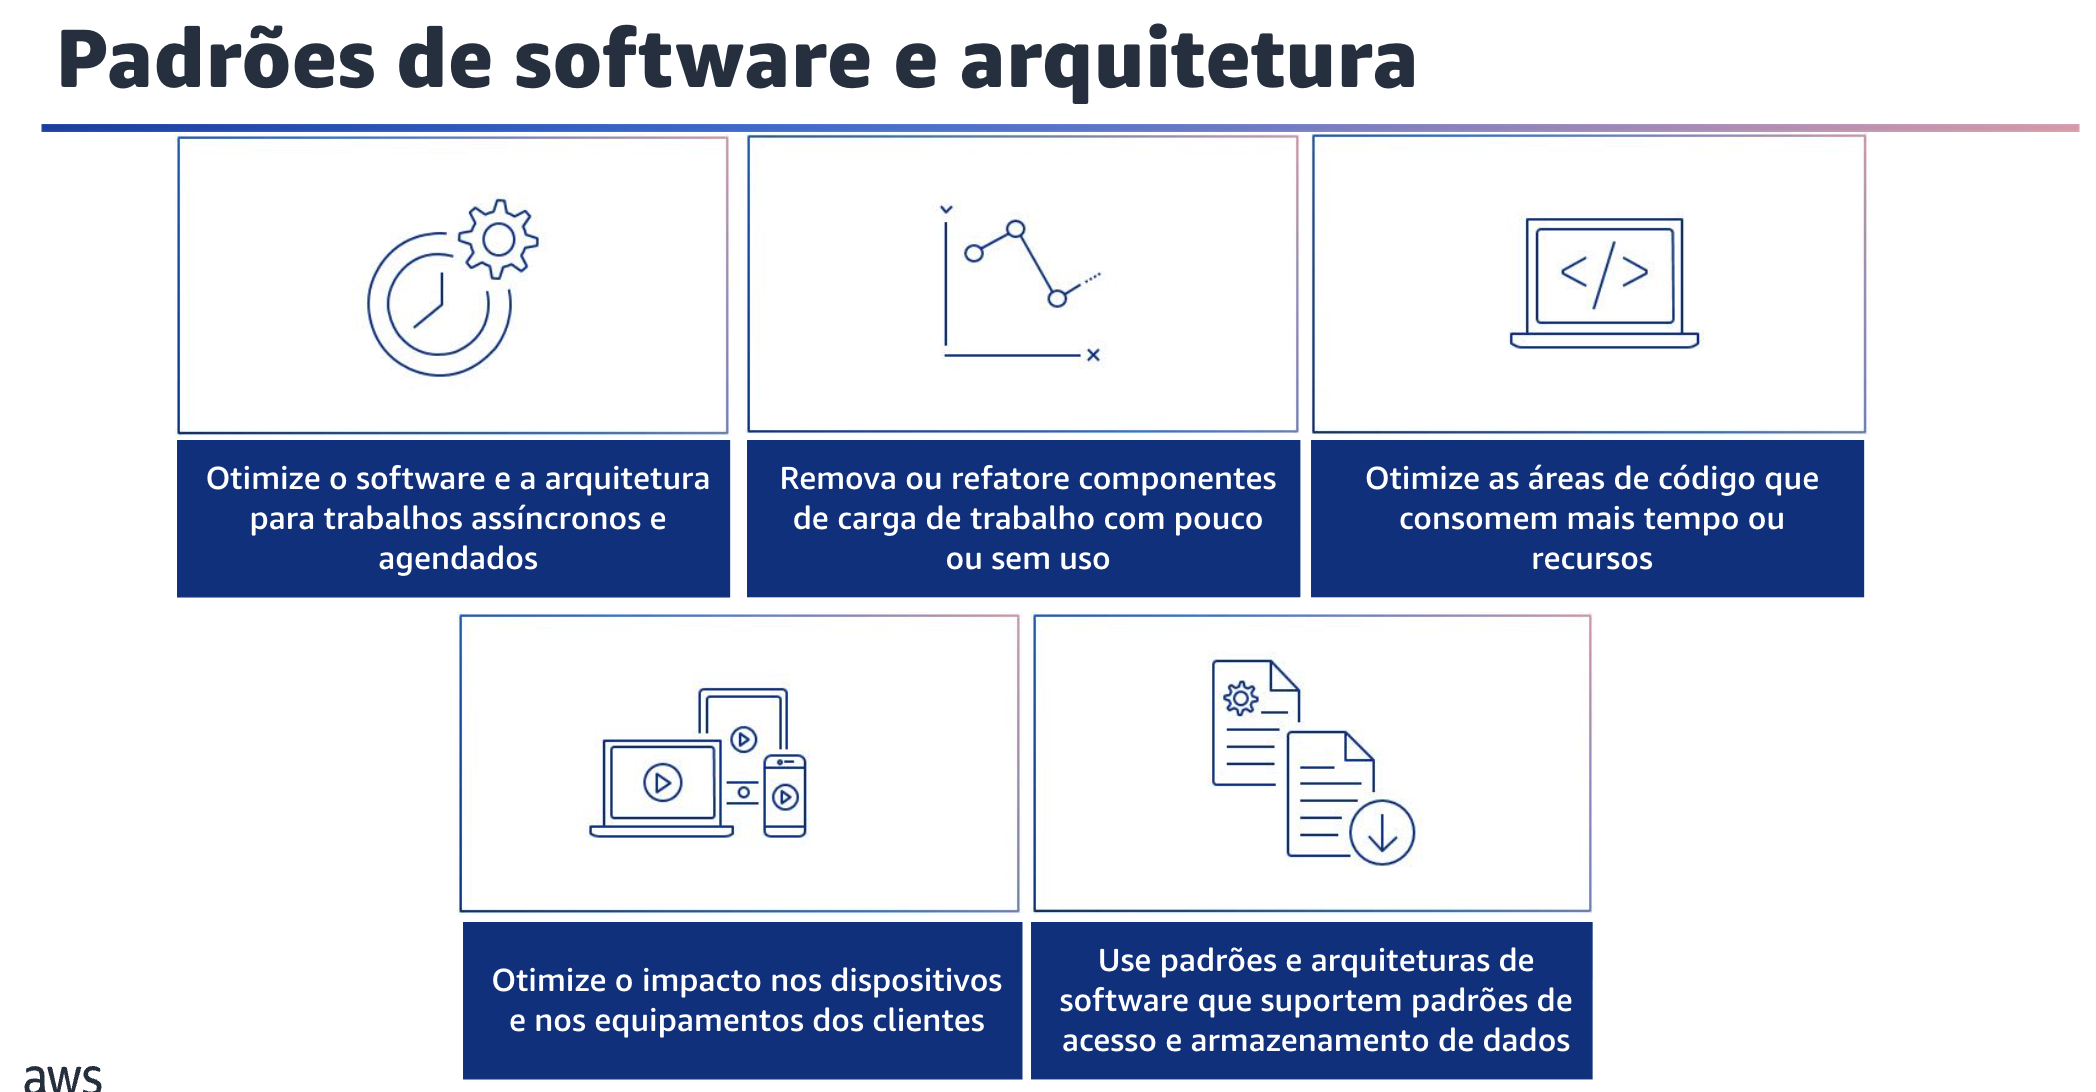 Padrões de software e arquitetura
Otimize o software e a arquitetura
para trabalhos assíncronos e
agendados
Remova ou refatore componentes
de carga de trabalho com pouco
ou sem uso
Otimize as áreas de código que
consomem mais tempo ou
recursos
Otimize o impacto nos dispositivos
e nos equipamentos dos clientes
Use padrões e arquiteturas de
software que suportem padrões de
acesso e armazenamento de dados
aws